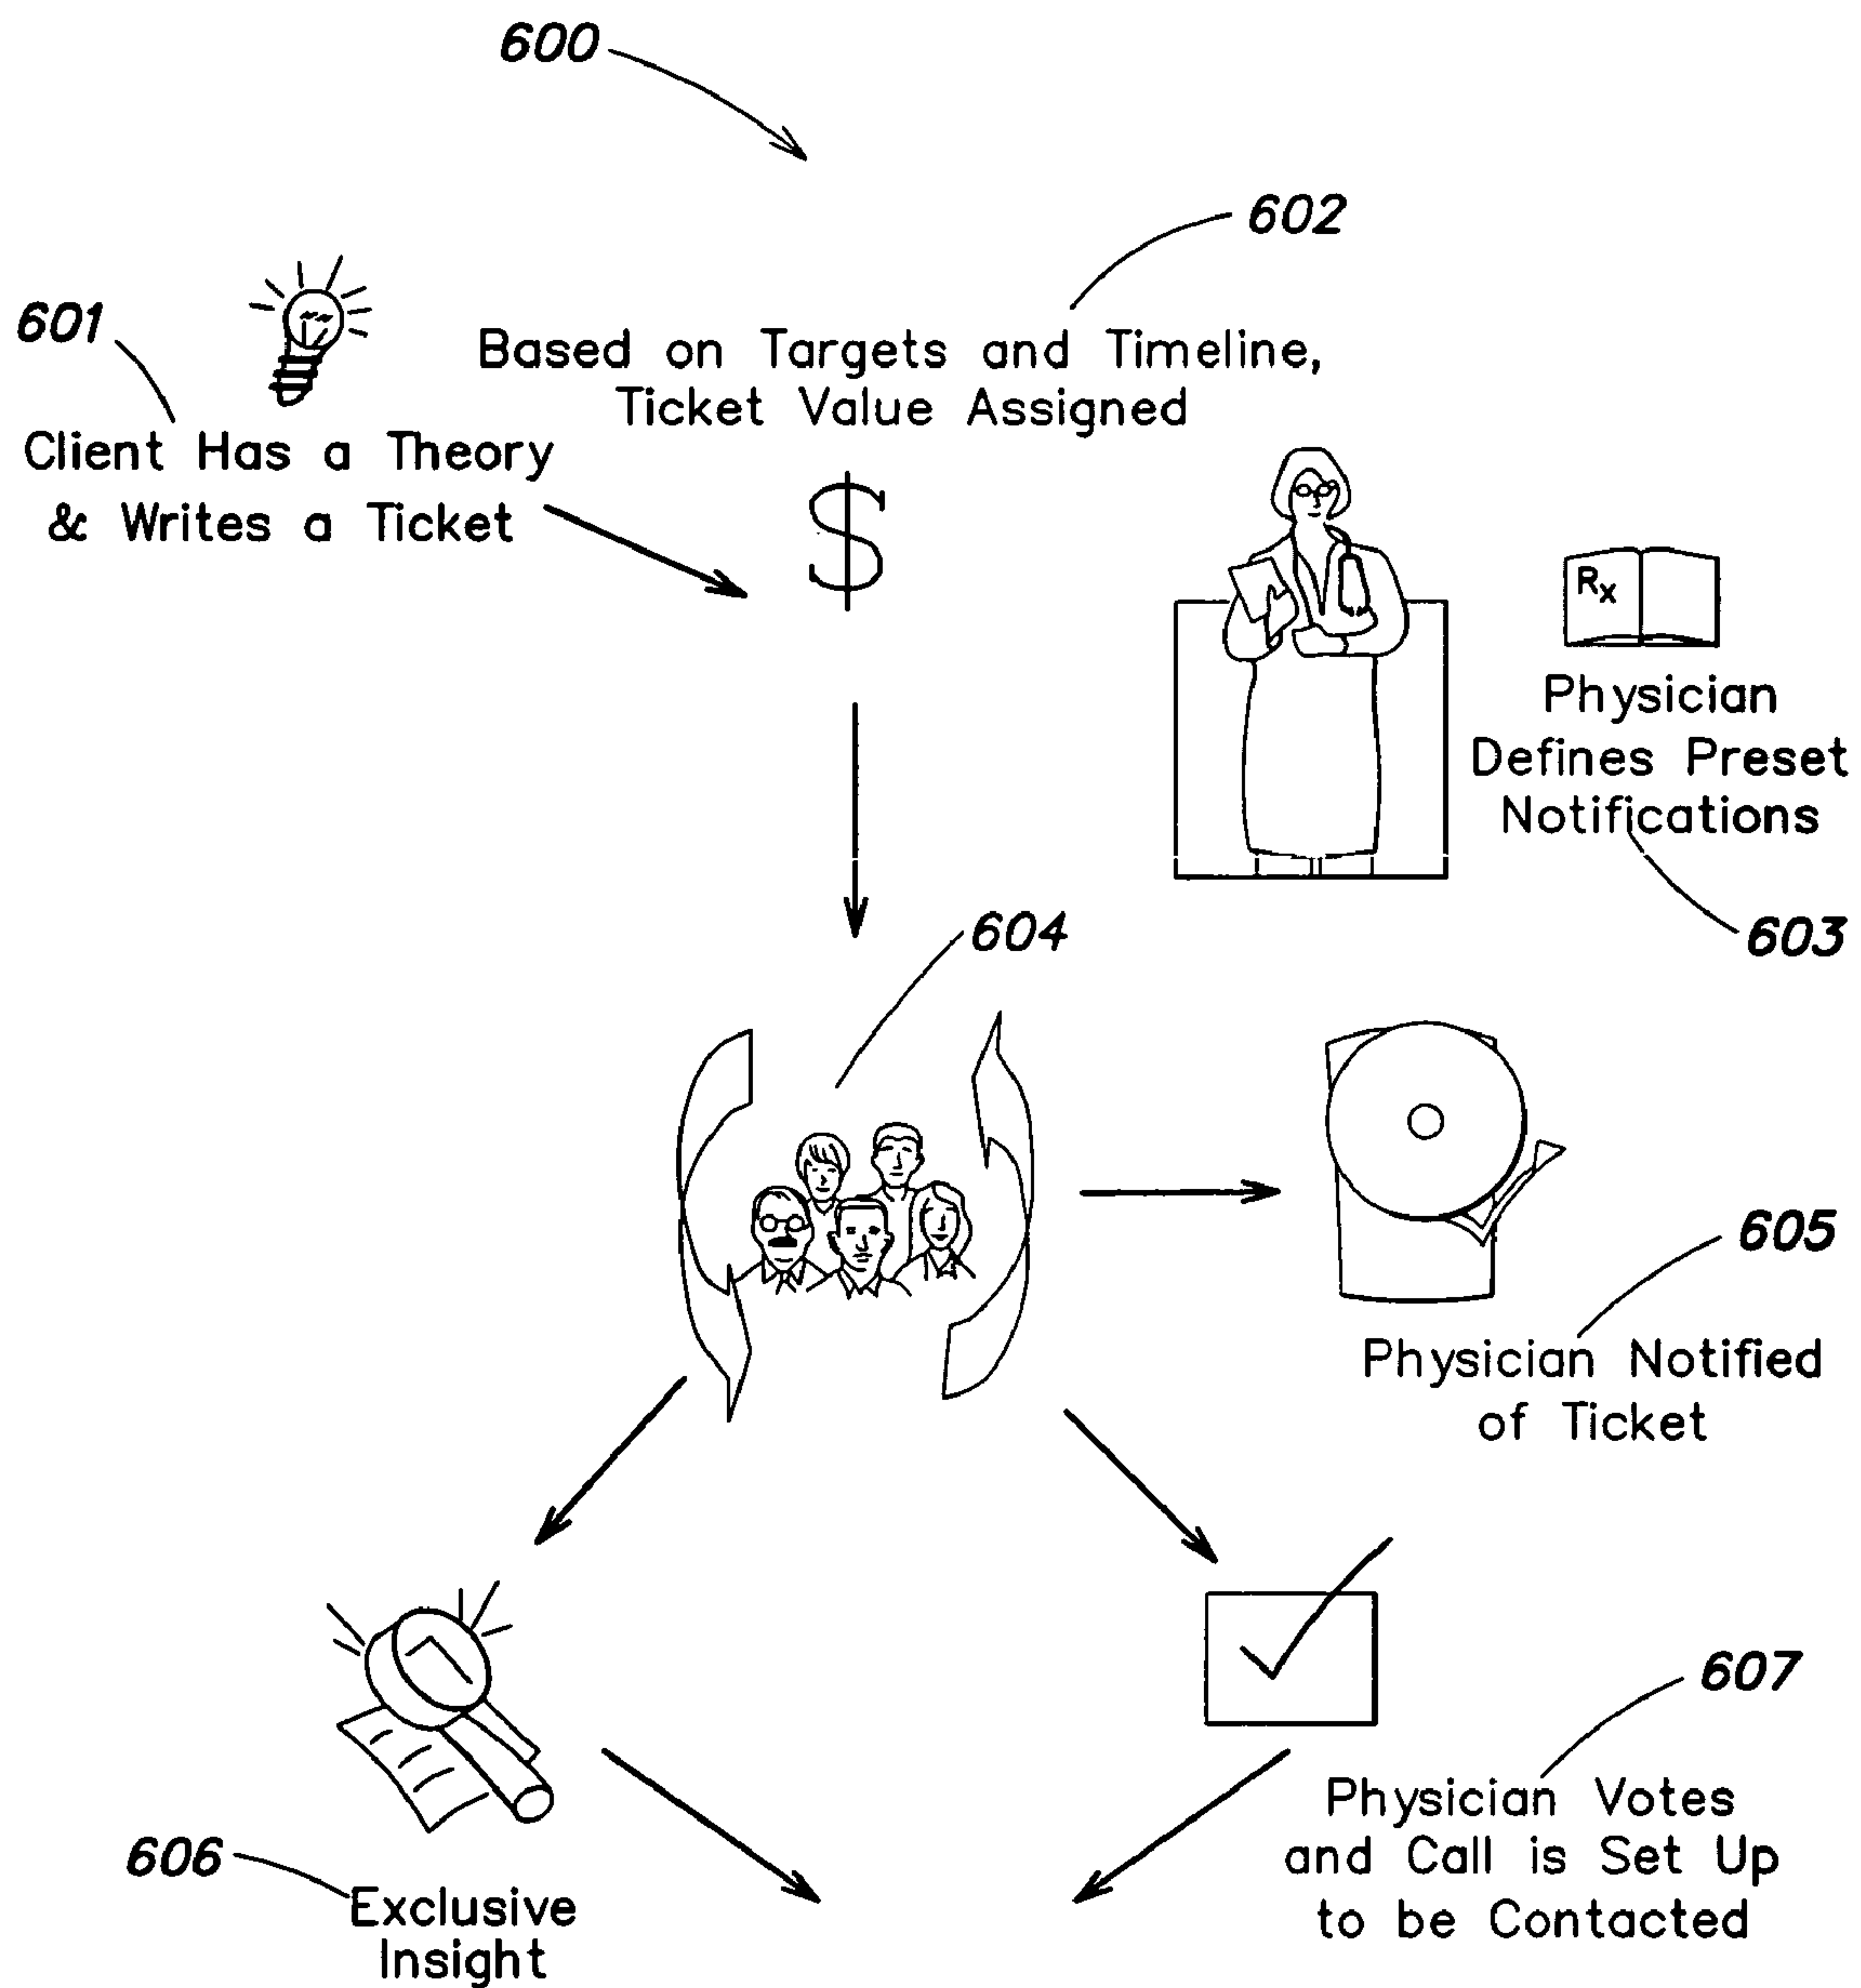 600
602
601
Based on Targets and Timeline,
Ticket Value Assigned
Client Has a Theory
& Writes a Ticket
$
Rx
Physician
Defines Preset
Notifications
603
604
605
Physician Notified
of Ticket
607
Physician Votes
and Call is Set Up
to be Contacted
606
Exclusive
Insight